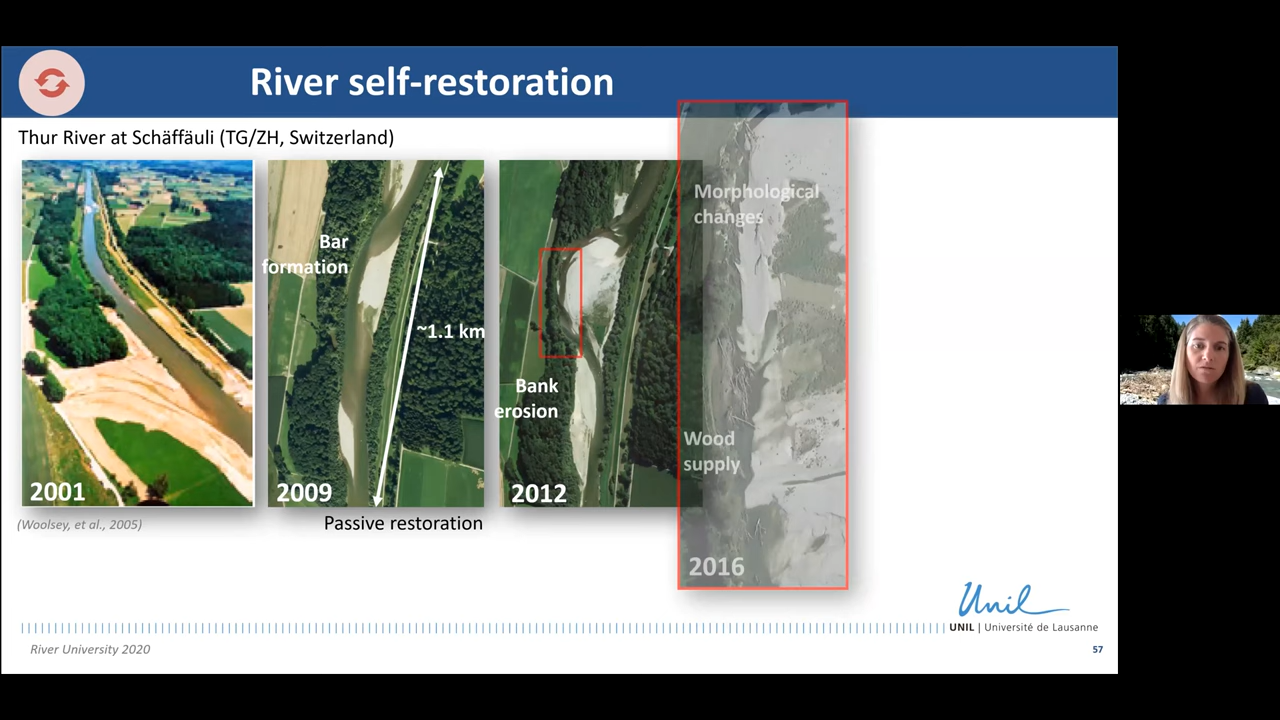 River self-restoration
Thur River at Schäffäuli (TG/ZH, Switzerland)
Bar
formation
~1.1 km
Bank
erosion
Morphological
changes
Wood
supply
2001
2009
2012
2016
(Woolsey, et al., 2005)
Passive restoration
Unil
UNIL | Université de Lausanne
River University 2020
57